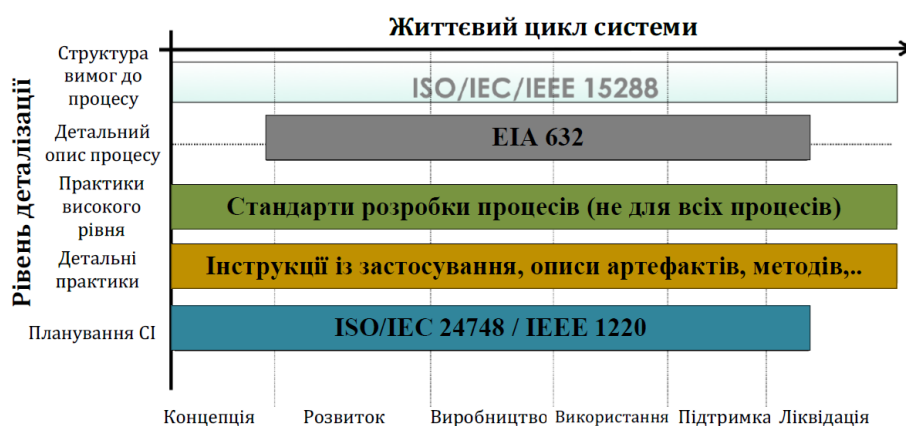 Життєвий цикл системи
Рівень деталізації
Структура
вимог до
процесу
ISO/IEC/IEEE 15288
Детальний
опис процесу
EIA 632
Практики
високого
рівня
Стандарти розробки процесів (не для всіх процесів)
Детальні
практики
Інструкції із застосування, описи артефактів, методів,..
Планування СІ
ISO/IEC 24748 / IEEE 1220
Концепція
Розвиток
Виробництво
Використання
Підтримка
Ліквідація